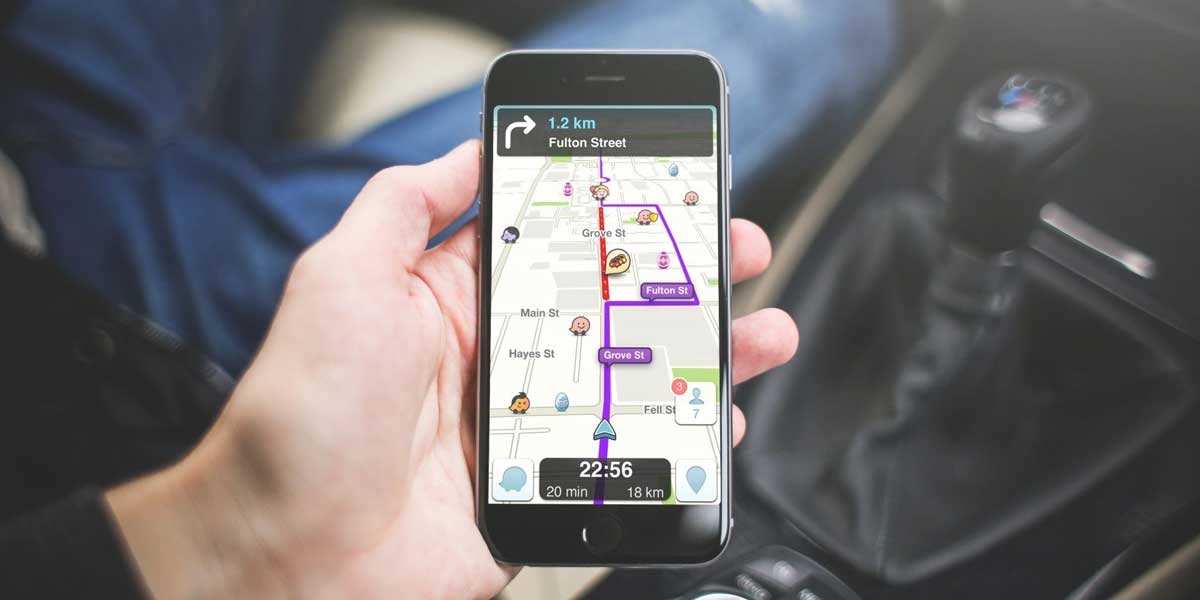 1.2 km
Fulton Street
Grove St
Fulton St
Main St
Hayes St
Grove St
3
7
Fell St
22:56
20 min
18 km